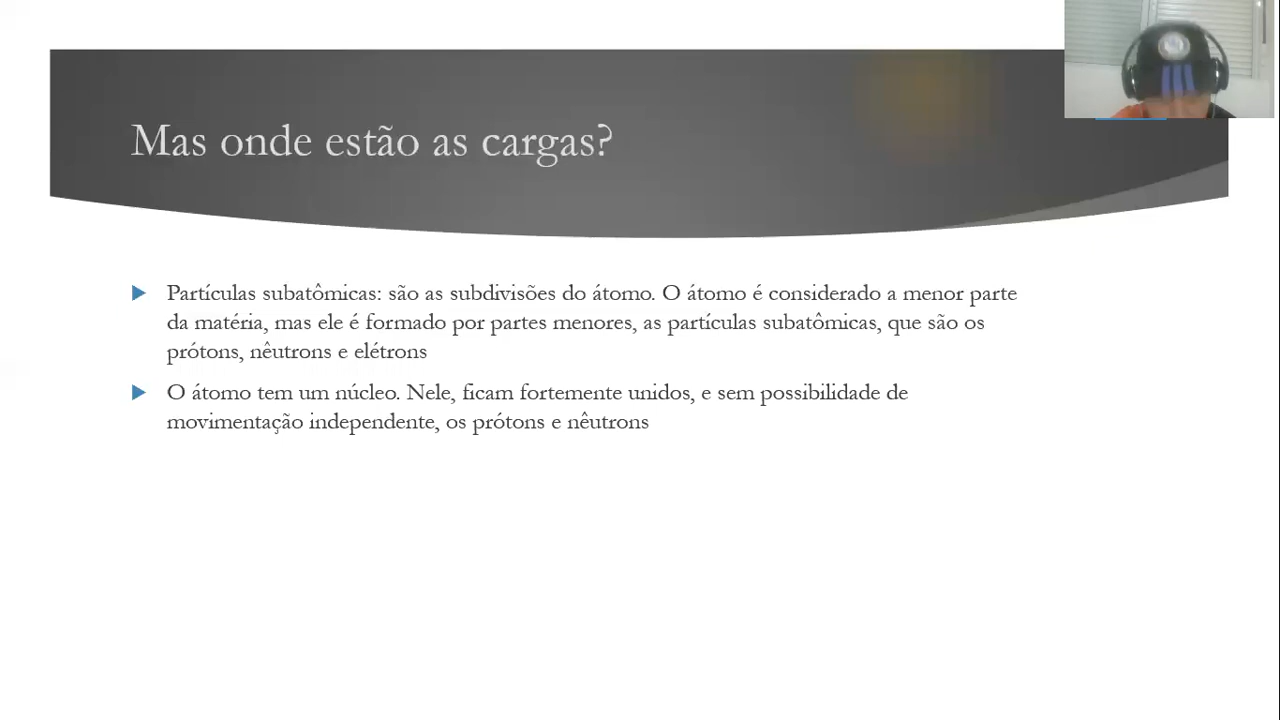 Mas onde estão as cargas?
Partículas subatômicas: são as subdivisões do átomo. O átomo é considerado a menor parte
da matéria, mas ele é formado por partes menores, as partículas subatômicas, que são os
prótons, nêutrons e elétrons
O átomo tem um núcleo. Nele, ficam fortemente unidos, e sem possibilidade de
movimentação independente, os prótons e nêutrons